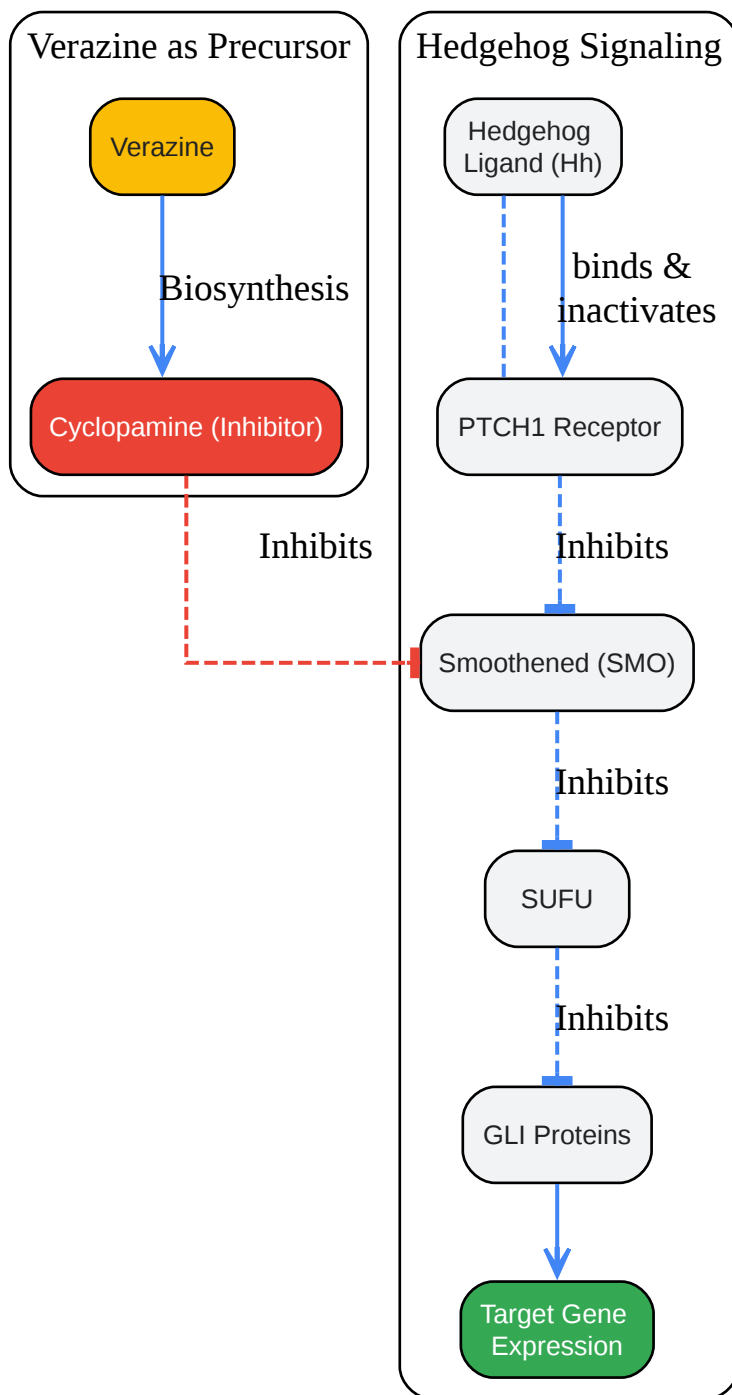 Verazine as Precursor
Verazine
Biosynthesis
Cyclopamine (Inhibitor)
Inhibits
Hedgehog Signaling
Hedgehog
Ligand (Hh)
binds &
inactivates
PTCH1 Receptor
Inhibits
Smoothened (SMO)
Inhibits
SUFU
Inhibits
GLI Proteins
Target Gene
Expression